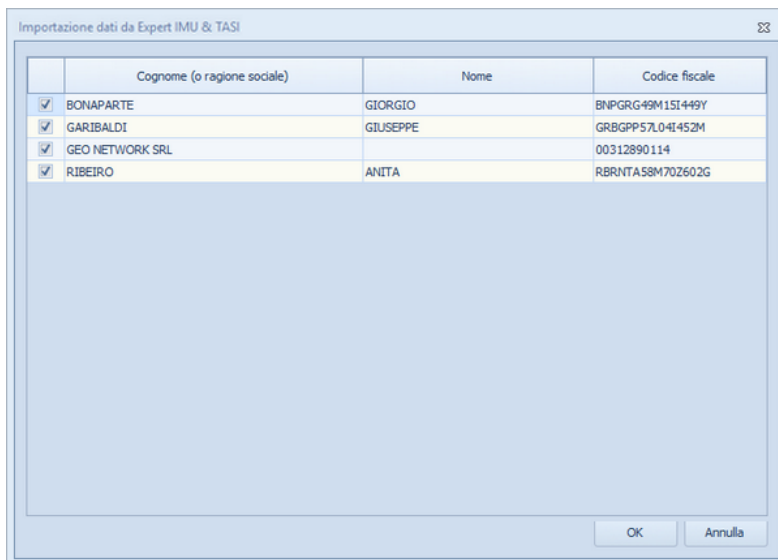 Importazione dati da Expert IMU & TASI
Cognome (o ragione sociale) Nome Codice fiscale
BONAPARTE GIORGIO BNPGRG49M15I449Y
GARIBALDI GIUSEPPE GRBGPP57L04I452M
GEO NETWORK SRL 00312890114
RIBEIRO ANITA RBRNTA58M70Z602G
OK Annulla